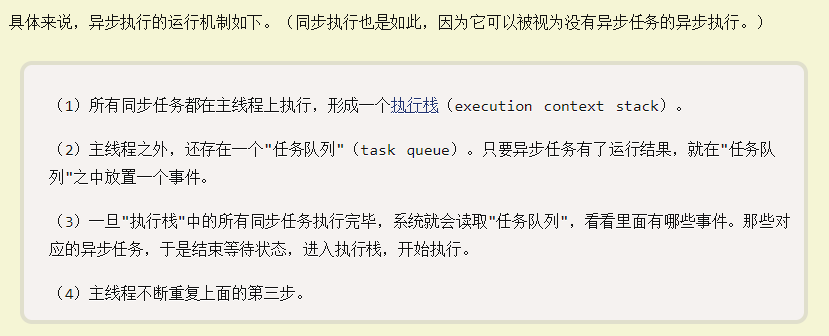 具体来说，异步执行的运行机制如下。（同步执行也是如此，因为它可以被视为没有异步任务的异步执行。）
（1）所有同步任务都在主线程上执行，形成一个执行栈（execution context stack）。
（2）主线程之外，还存在一个"任务队列"（task queue）。只要异步任务有了运行结果，就在"任务队
列"之中放置一个事件。
（3）一旦"执行栈"中的所有同步任务执行完毕，系统就会读取"任务队列"，看看里面有哪些事件。那些对
应的异步任务，于是结束等待状态，进入执行栈，开始执行。
（4）主线程不断重复上面的第三步。